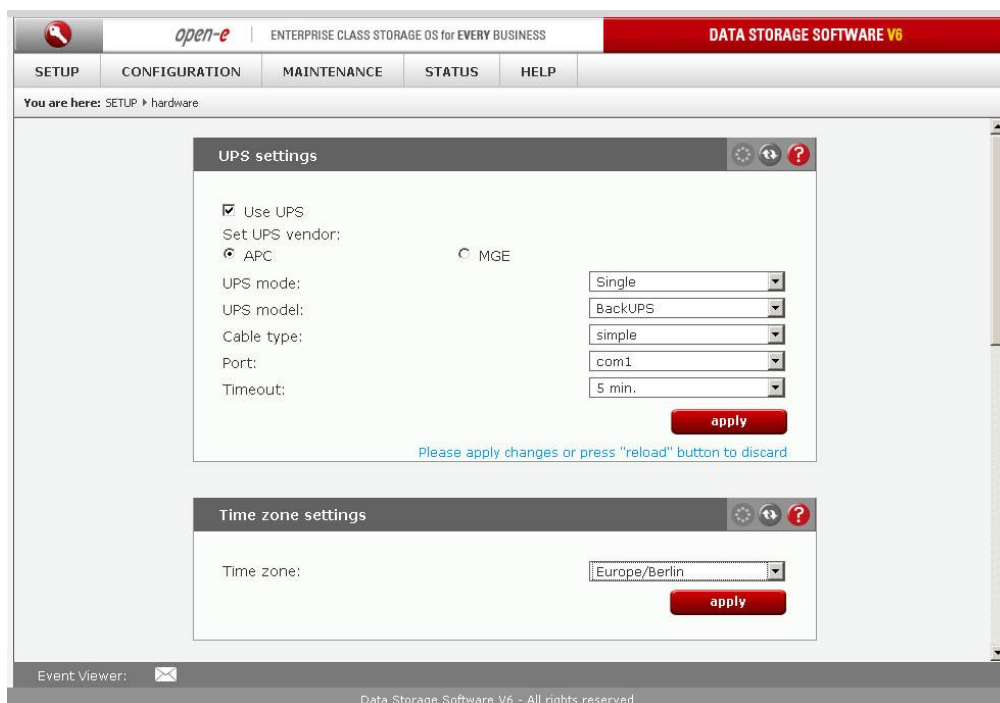 open-e ENTERPRISE CLASS STORAGE OS for EVERY BUSINESS DATA STORAGE SOFTWARE V6
SETUP CONFIGURATION MAINTENANCE STATUS HELP
You are here: SETUP hardware
UPS settings ?
Use UPS
Set UPS vendor:
APC MGE
UPS mode: Single
UPS model: BackUPS
Cable type: simple
Port: com1
Timeout: 5 min.
apply
Please apply changes or press "reload" button to discard
Time zone settings ?
Time zone: Europe/Berlin
apply
Event Viewer:
Data Storage Software V6 - All rights reserved